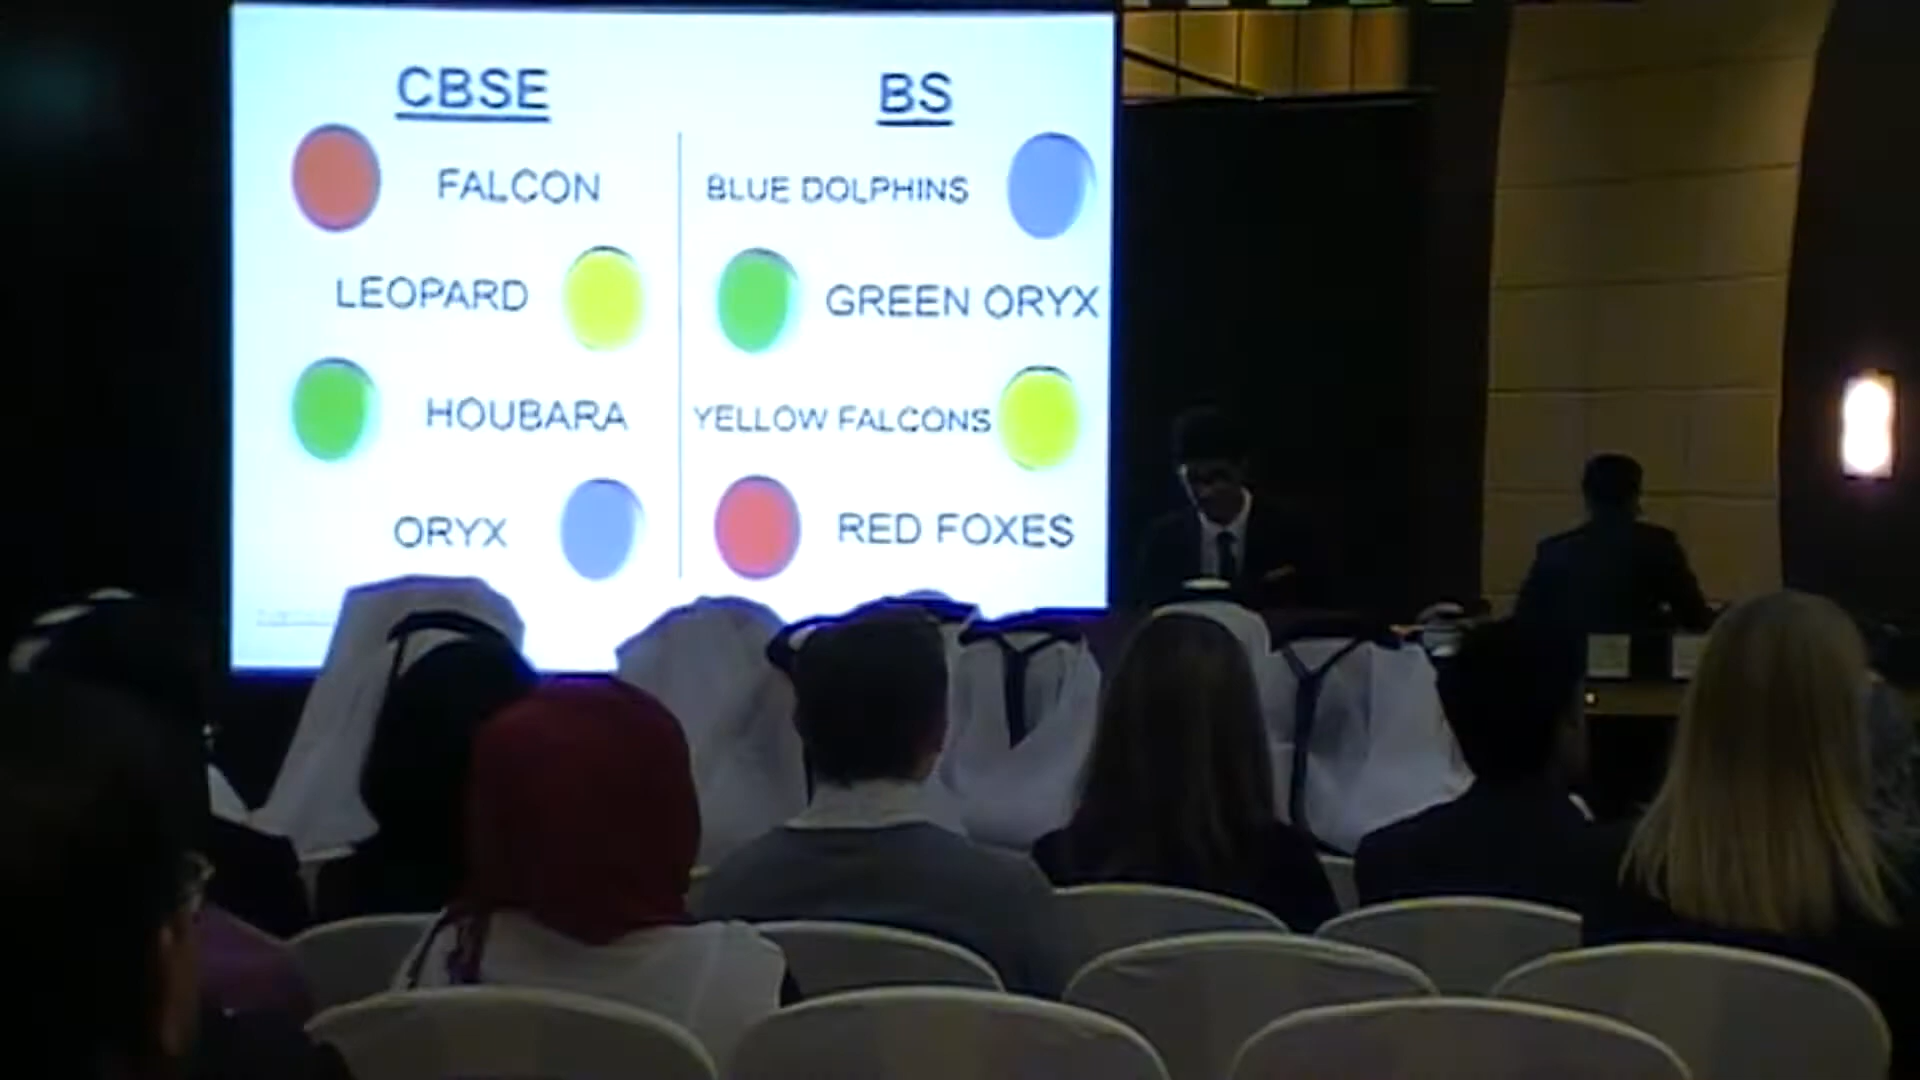 CBSE
FALCON
LEOPARD
HOUBARA
ORYX
BS
BLUE DOLPHINS
GREEN ORYX
YELLOW FALCONS
RED FOXES